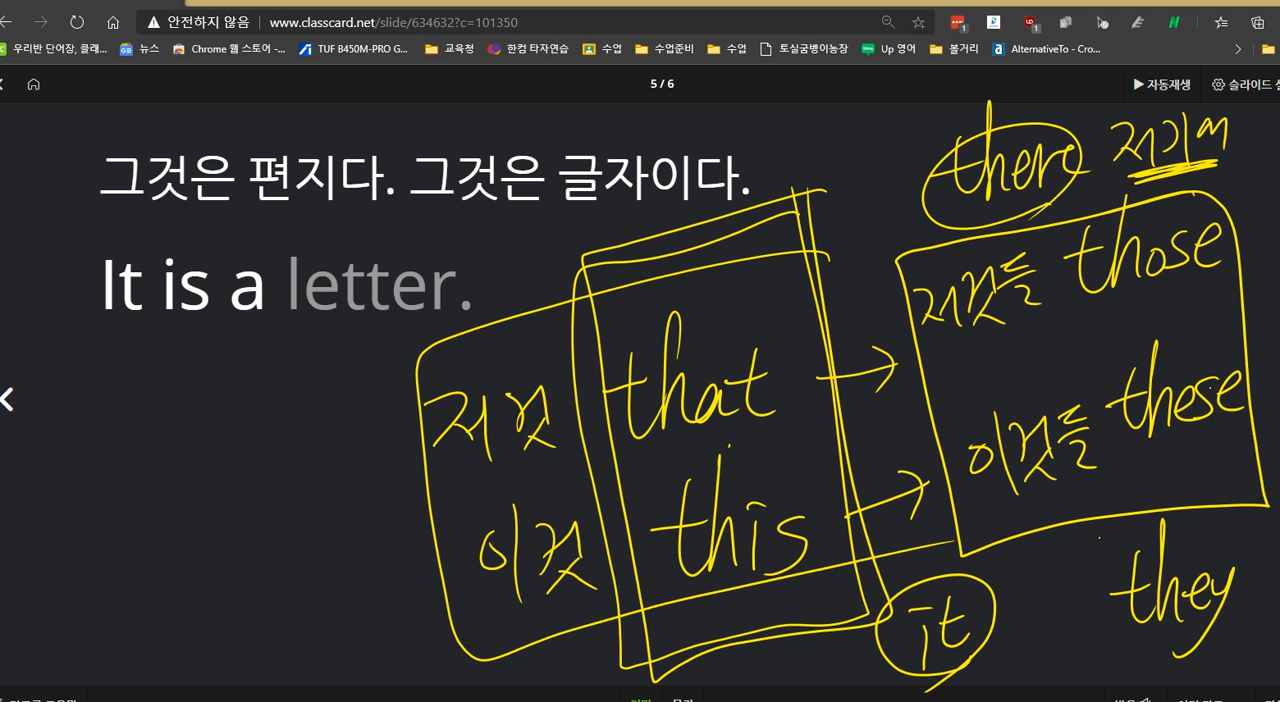 안전하지 않음 | www.classcard.net/slide/634632?c=101350
우리반 단어장, 클래... 뉴스 Chrome 웹 스토어 -... TUF B450M-PRO G... 교육청 한컴 타자연습 수업 수업준비 수업 토실굼벵이농장 Up 영어 볼거리 AlternativeTo - Cro...
5 / 6 ▶ 자동재생 슬라이드
그것은 편지다. 그것은 글자이다.
It is a letter.
there 저기에
저것들 those
저것 that →
이것들 these
이것 this →
it
they